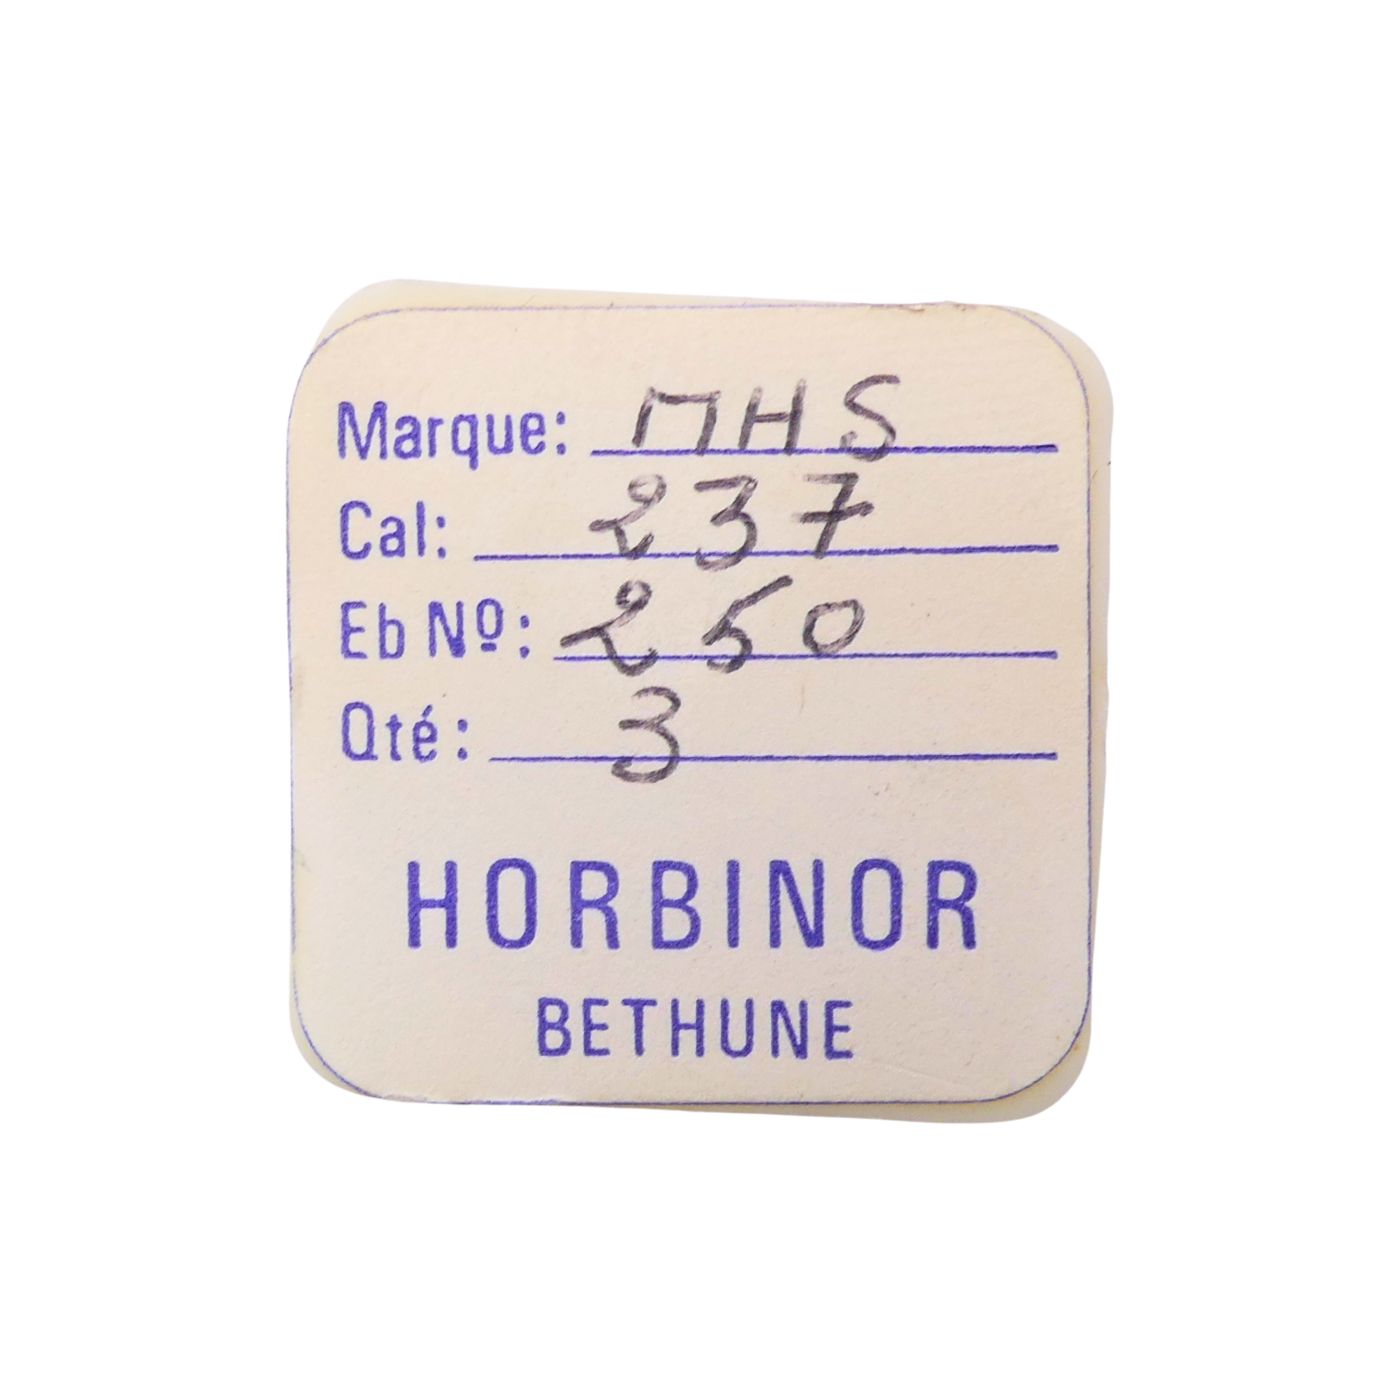 Marque: MHS
Cal: 237
Eb Nº: 250
Qté: 3
HORBINOR
BETHUNE